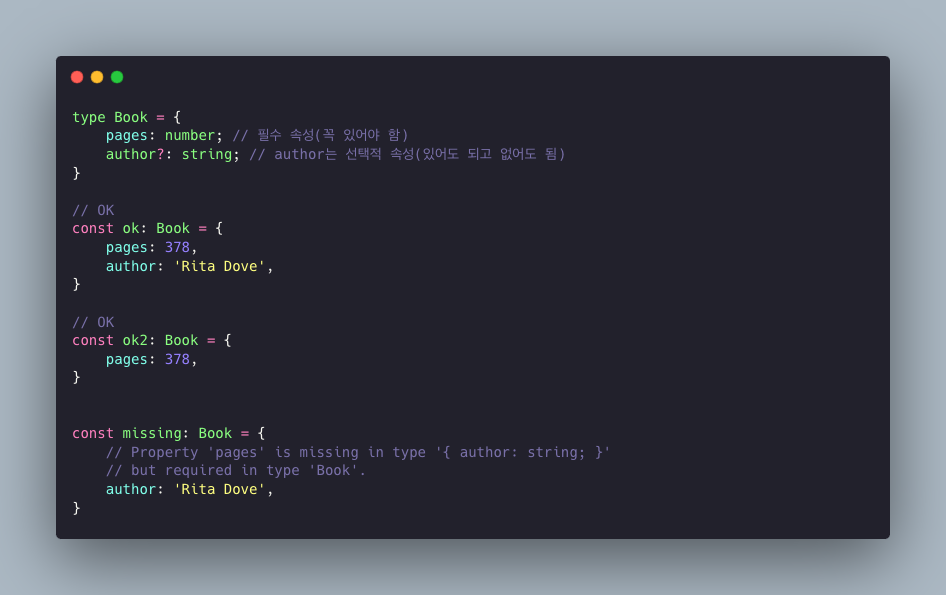 type Book = {
    pages: number; // 필수 속성(꼭 있어야 함)
    author?: string; // author는 선택적 속성(있어도 되고 없어도 됨)
}

// OK
const ok: Book = {
    pages: 378,
    author: 'Rita Dove',
}

// OK
const ok2: Book = {
    pages: 378,
}


const missing: Book = {
    // Property 'pages' is missing in type '{ author: string; }'
    // but required in type 'Book'.
    author: 'Rita Dove',
}